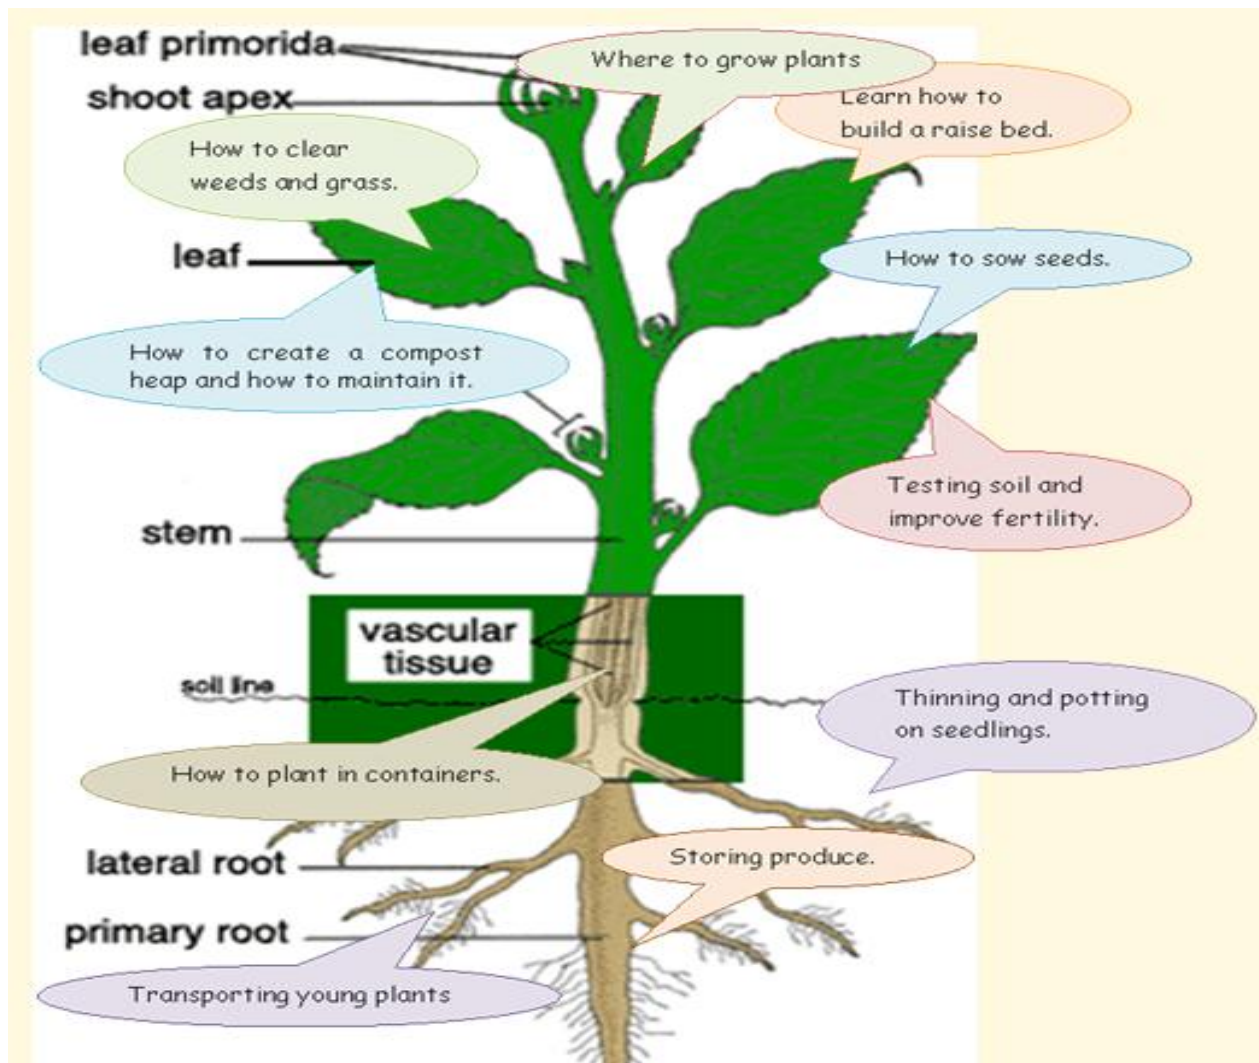 leaf primorida
Where to grow plants
shoot apex
Learn how to
build a raise bed.
How to clear
weeds and grass.
leaf
How to sow seeds.
How to create a compost
heap and how to maintain it.
Testing soil and
improve fertility.
stem
vascular
tissue
soil line
Thinning and potting
on seedlings.
How to plant in containers.
lateral root
Storing produce.
primary root
Transporting young plants